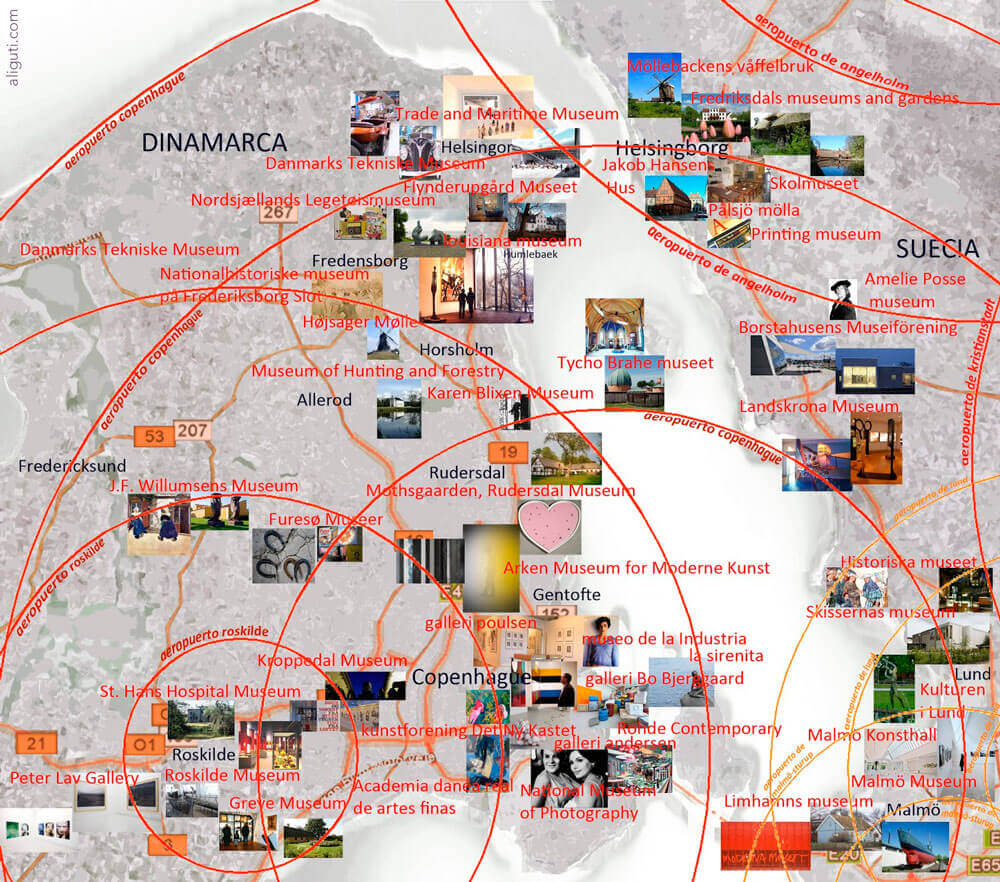 aliguti.com
aeropuerto copenhague
aeropuerto de angelholm
DINAMARCA
Möllebackens våffelbruk
Fredriksdals museums and gardens
Trade and Maritime Museum
Helsingor
Helsingborg
Danmarks Tekniske Museum
Jakob Hansens
Hus
Skolmuseet
Flynderupgård Museet
Nordsjællands Legetøismuseum
267
Pålsjö mölla
Printing museum
louisiana museum
Humlebaek
Danmarks Tekniske Museum
SUECIA
Fredensborg
aeropuerto de angelholm
Nationalhistoriske museum
på Frederiksborg Slot
Amelie Posse
museum
aeropuerto copenhague
Højsager Mølle
Borstahusens Museiförening
aeropuerto de kristianstadt
Horsholm
Tycho Brahe museet
Museum of Hunting and Forestry
Allerod
Karen Blixen Museum
Landskrona Museum
aeropuerto copenhague
53
207
19
Fredericksund
Rudersdal
J.F. Willumsens Museum
Mothsgaarden, Rudersdal Museum
aeropuerto de lund
Furesø Museer
aeropuerto roskilde
Arken Museum for Moderne Kunst
Historiska museet
Gentofte
152
Skissernas museum
galleri poulsen
museo de la Industria
aeropuerto roskilde
la sirenita
Kroppedal Museum
Copenhague
galleri Bo Bjerggaard
aeropuerto de lund
Lund
Kulturen
i Lund
St. Hans Hospital Museum
kunstforening Det Ny Kastet
Rohde Contemporary
galleri andersen
Malmö Konsthall
21
O1
Roskilde
Peter Lav Gallery
Roskilde Museum
Academia danea real
de artes finas
National Museum
of Photography
aeropuerto de
malmö-sturup
Malmö Museum
Greve Museum
Limhamns museum
Malmö
MODERNA MUSEET
E20
E65